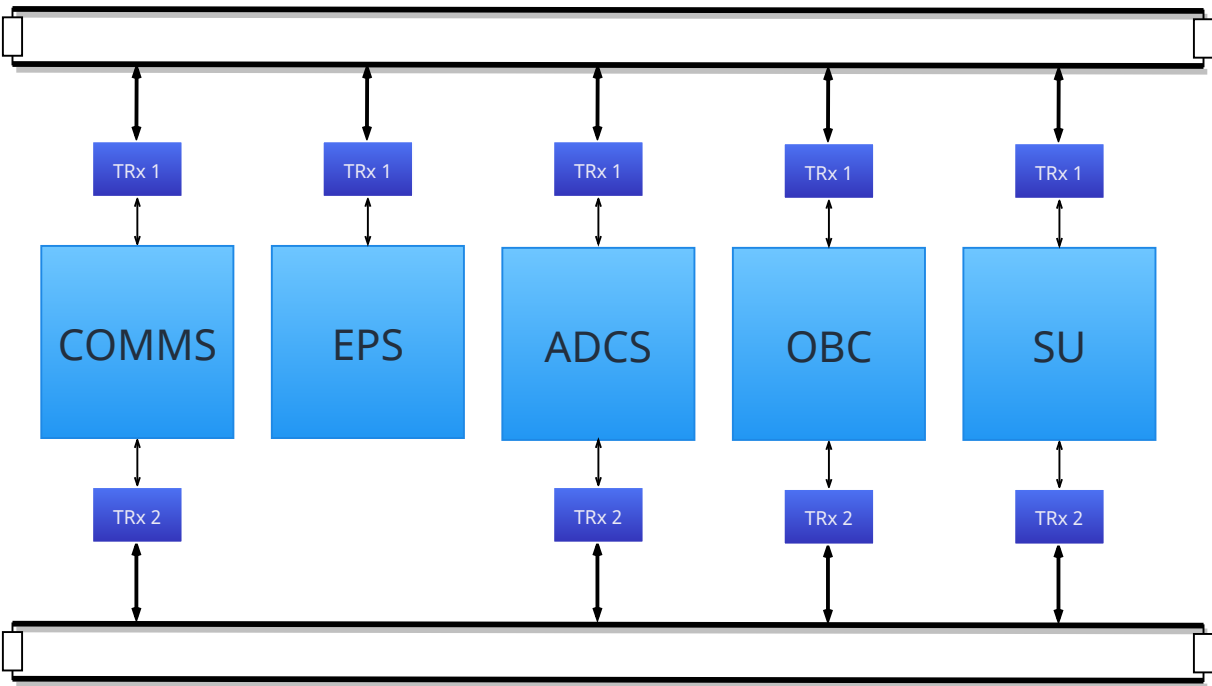 TRx 1
TRx 1
TRx 1
TRx 1
TRx 1
COMMS
EPS
ADCS
OBC
SU
TRx 2
TRx 2
TRx 2
TRx 2